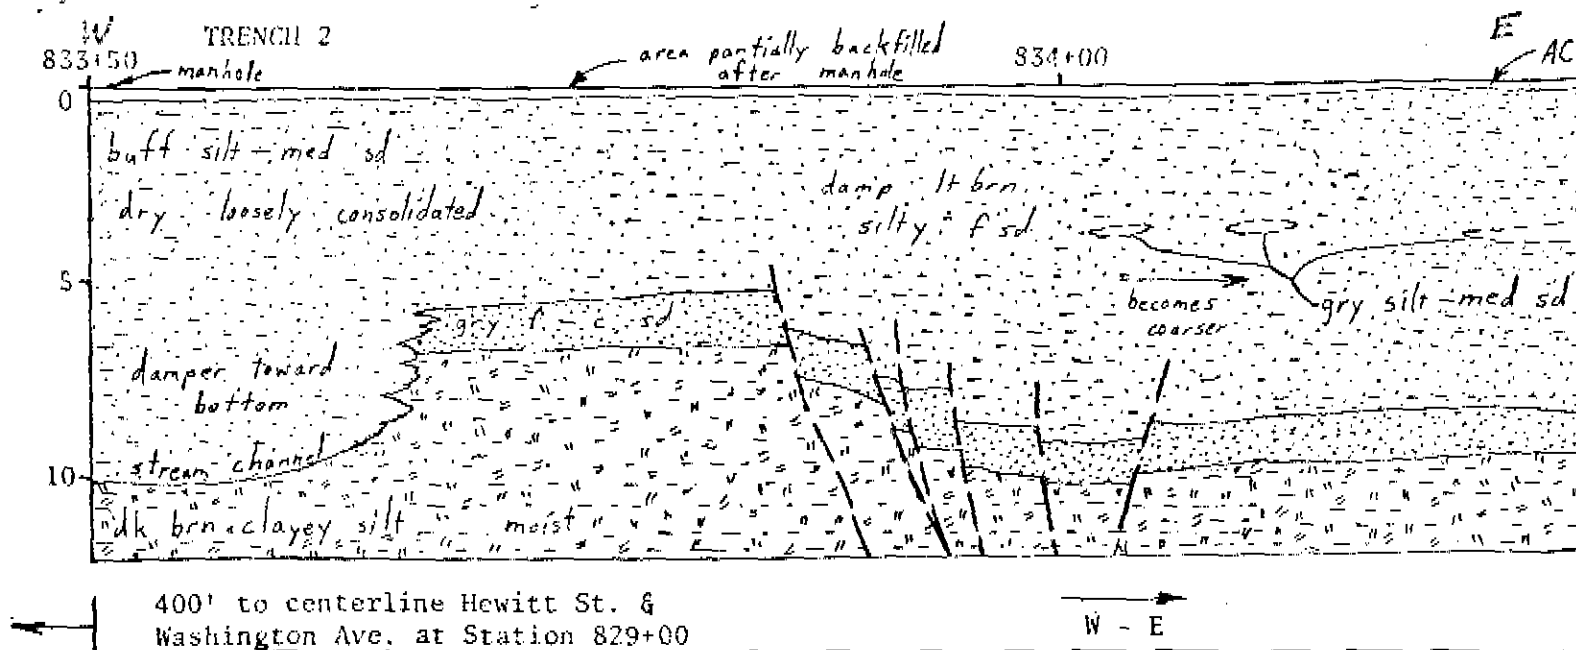 W
TRENCH 2
E
833+50
manhole
area partially backfilled
after manhole
834+00
AC
0
buff silt - med sd
dry loosely consolidated
damp lt brn
silty f sd
5
becomes
coarser
gry silt - med sd
gry f - c sd
damper toward
bottom
stream channel
10
dk brn clayey silt moist
400' to centerline Hewitt St. &
Washington Ave. at Station 829+00
W - E